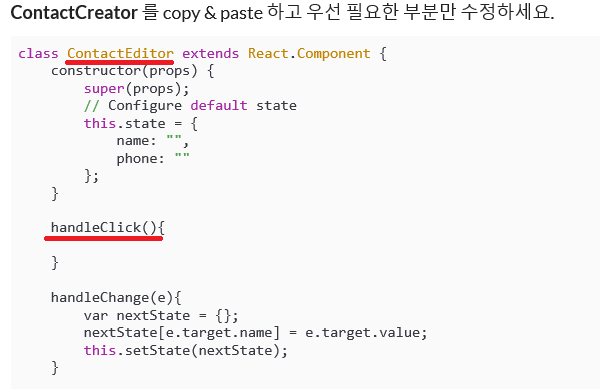 ContactCreator 를 copy & paste 하고 우선 필요한 부분만 수정하세요.
class ContactEditor extends React.Component {
    constructor(props) {
        super(props);
        // Configure default state
        this.state = {
            name: "",
            phone: ""
        };
    }
    handleClick(){
    }
    handleChange(e){
        var nextState = {};
        nextState[e.target.name] = e.target.value;
        this.setState(nextState);
    }